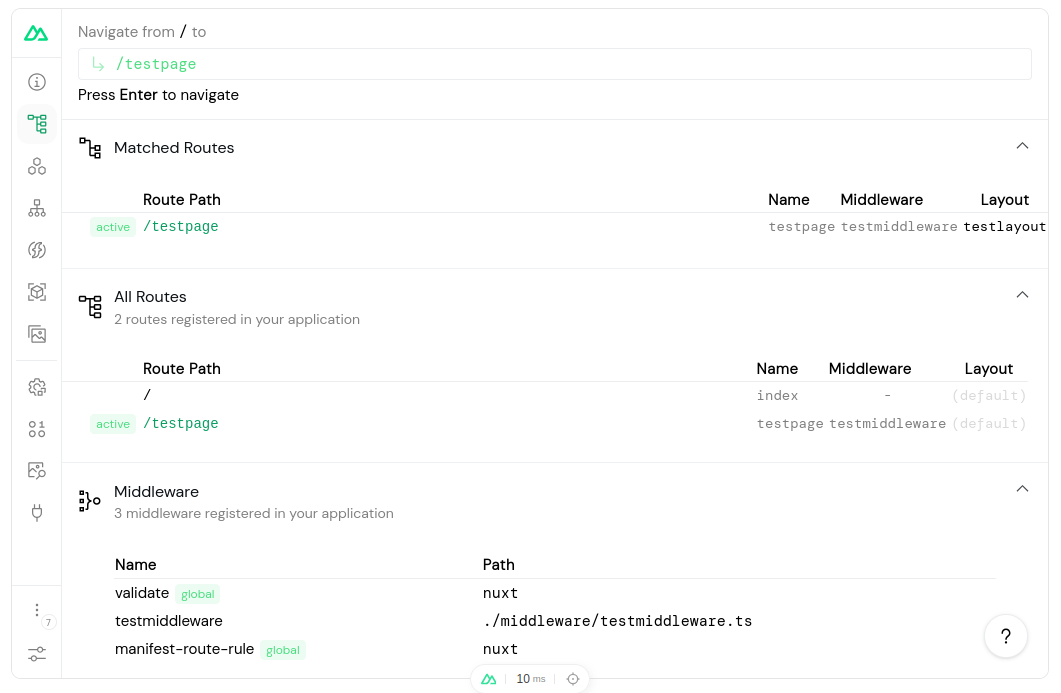 Navigate from / to
/testpage
Press Enter to navigate
Matched Routes
Route Path Name Middleware Layout
active /testpage testpage testmiddleware testlayout
All Routes
2 routes registered in your application
Route Path Name Middleware Layout
/ index - (default)
active /testpage testpage testmiddleware (default)
Middleware
3 middleware registered in your application
Name Path
validate global nuxt
testmiddleware ./middleware/testmiddleware.ts
manifest-route-rule global nuxt
7
?
10 ms